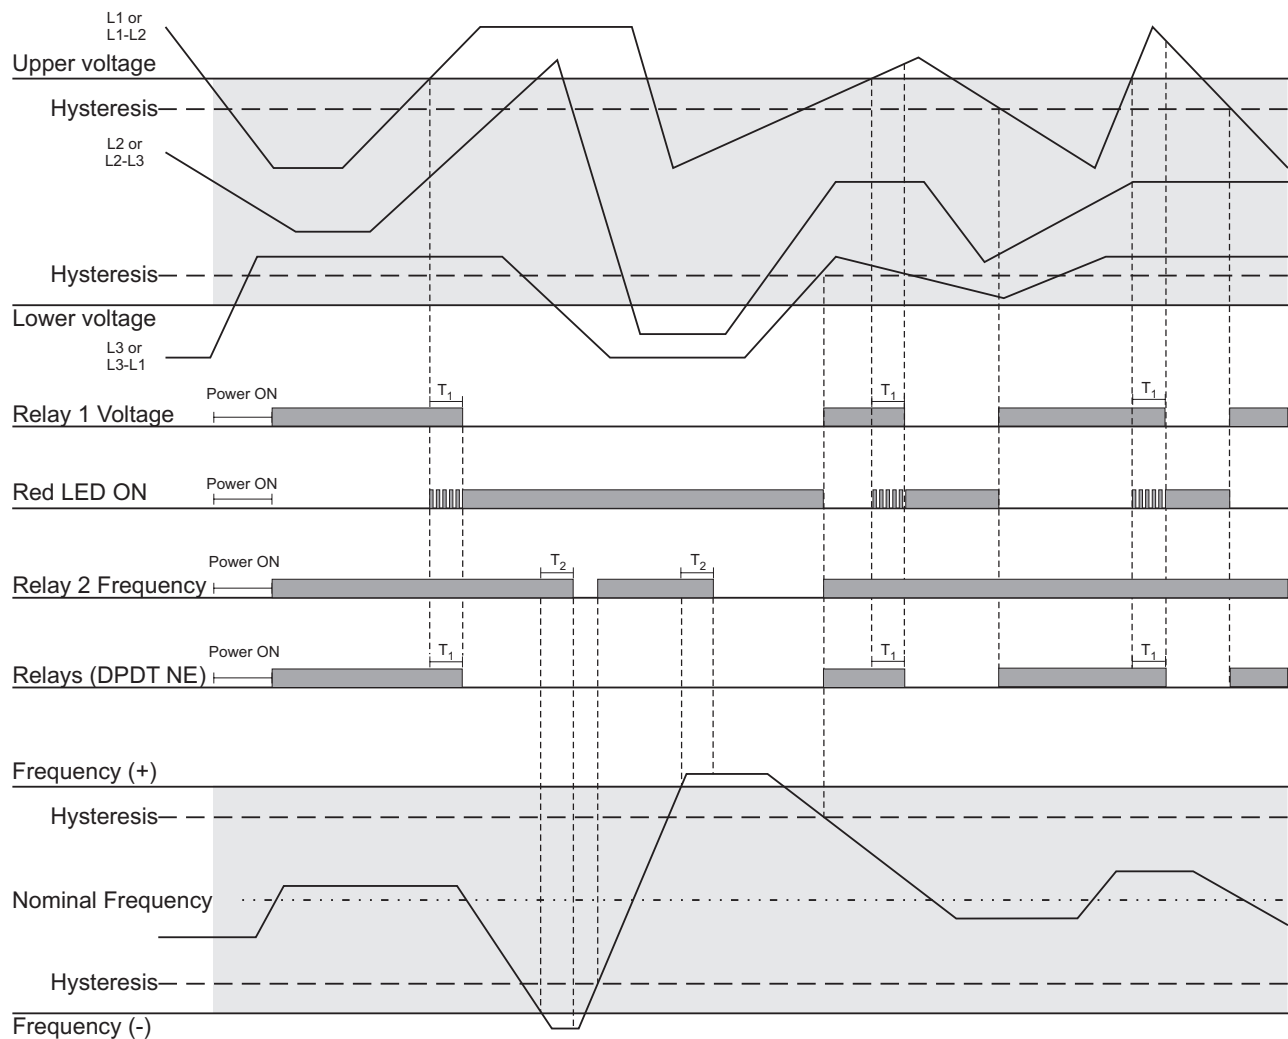 L1 or
L1-L2
Upper voltage
Hysteresis
L2 or
L2-L3
Hysteresis
Lower voltage
L3 or
L3-L1
Power ON
T1
T1
T1
Relay 1 Voltage
Power ON
Red LED ON
Power ON
T2
T2
Relay 2 Frequency
Power ON
T1
T1
T1
Relays (DPDT NE)
Frequency (+)
Hysteresis
Nominal Frequency
Hysteresis
Frequency (-)